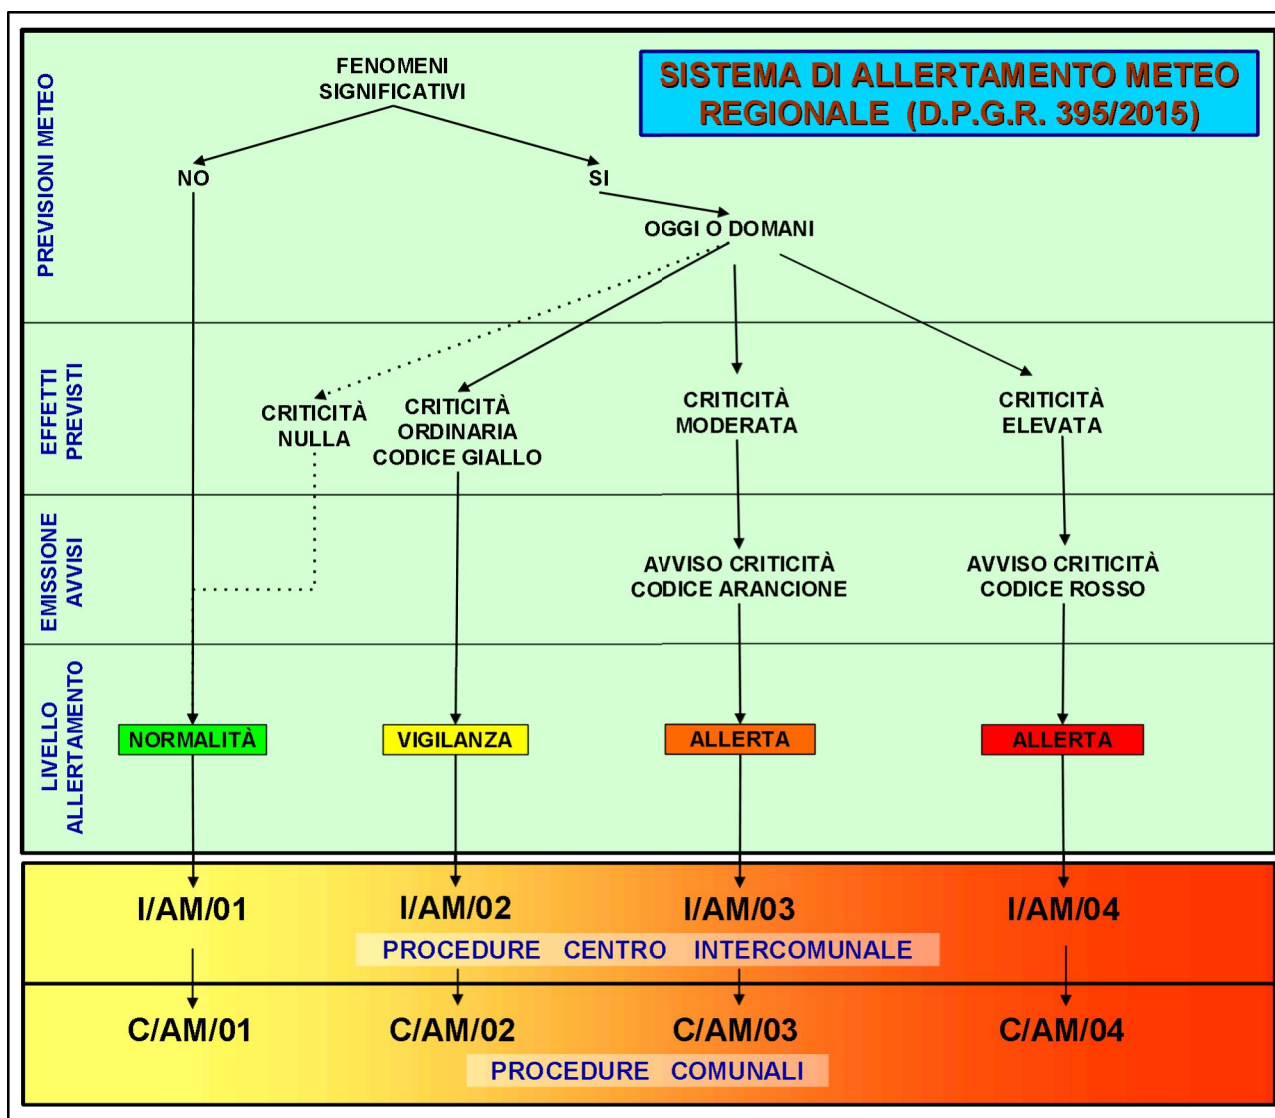 SISTEMA DI ALLERTAMENTO METEO
REGIONALE (D.P.G.R. 395/2015)
PREVISIONI METEO
FENOMENI
SIGNIFICATIVI
NO
SI
OGGI O DOMANI
EFFETTI
PREVISTI
CRITICITÀ
NULLA
CRITICITÀ
ORDINARIA
CODICE GIALLO
CRITICITÀ
MODERATA
CRITICITÀ
ELEVATA
EMISSIONE
AVVISI
AVVISO CRITICITÀ
CODICE ARANCIONE
AVVISO CRITICITÀ
CODICE ROSSO
LIVELLO
ALLERTAMENTO
NORMALITÀ
VIGILANZA
ALLERTA
ALLERTA
I/AM/01
I/AM/02
I/AM/03
I/AM/04
PROCEDURE CENTRO INTERCOMUNALE
C/AM/01
C/AM/02
C/AM/03
C/AM/04
PROCEDURE COMUNALI